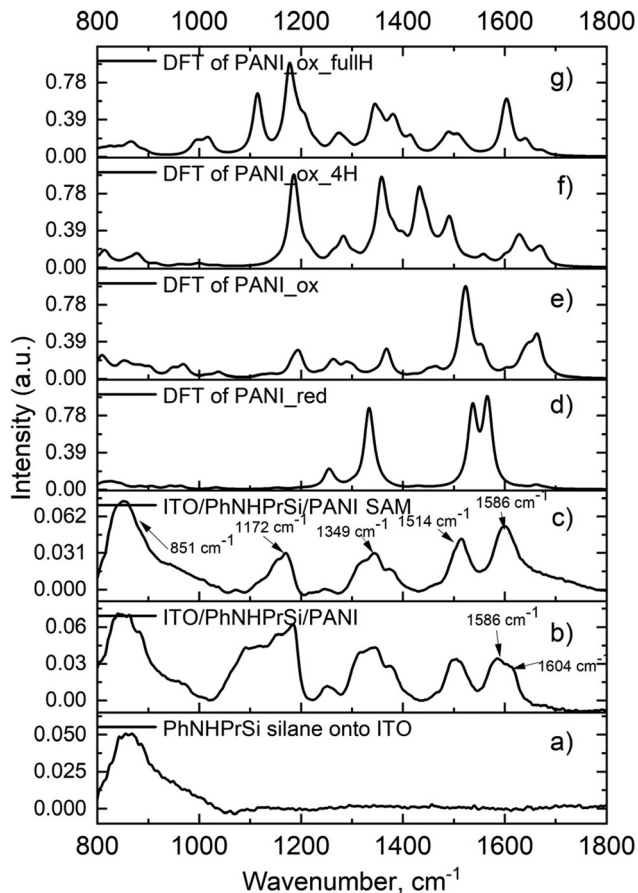 800 1000 1200 1400 1600 1800
DFT of PANI_ox_fullH
g)
0.78
0.39
0.00
DFT of PANI_ox_4H
f)
0.78
0.39
0.00
DFT of PANI_ox
e)
0.78
0.39
0.00
DFT of PANI_red
d)
0.78
0.39
0.00
Intensity (a.u.)
ITO/PhNHPrSi/PANI SAM
c)
0.062
0.031
0.000
851 cm-1
1172 cm-1
1349 cm-1
1514 cm-1
1586 cm-1
ITO/PhNHPrSi/PANI
b)
0.06
0.03
0.00
1586 cm-1
1604 cm-1
PhNHPrSi silane onto ITO
a)
0.050
0.025
0.000
800 1000 1200 1400 1600 1800
Wavenumber, cm-1